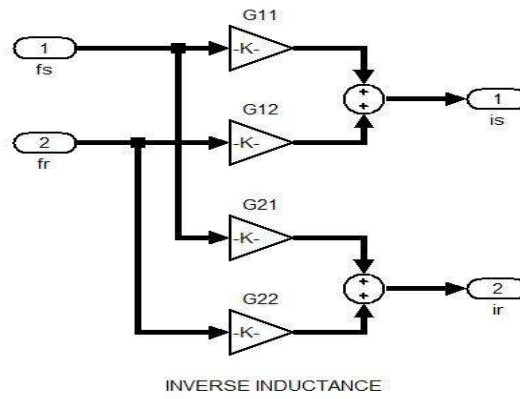 G11
1
-K-
fs
+
+
1
is
G12
2
-K-
fr
G21
-K-
+
+
2
ir
G22
-K-
INVERSE INDUCTANCE